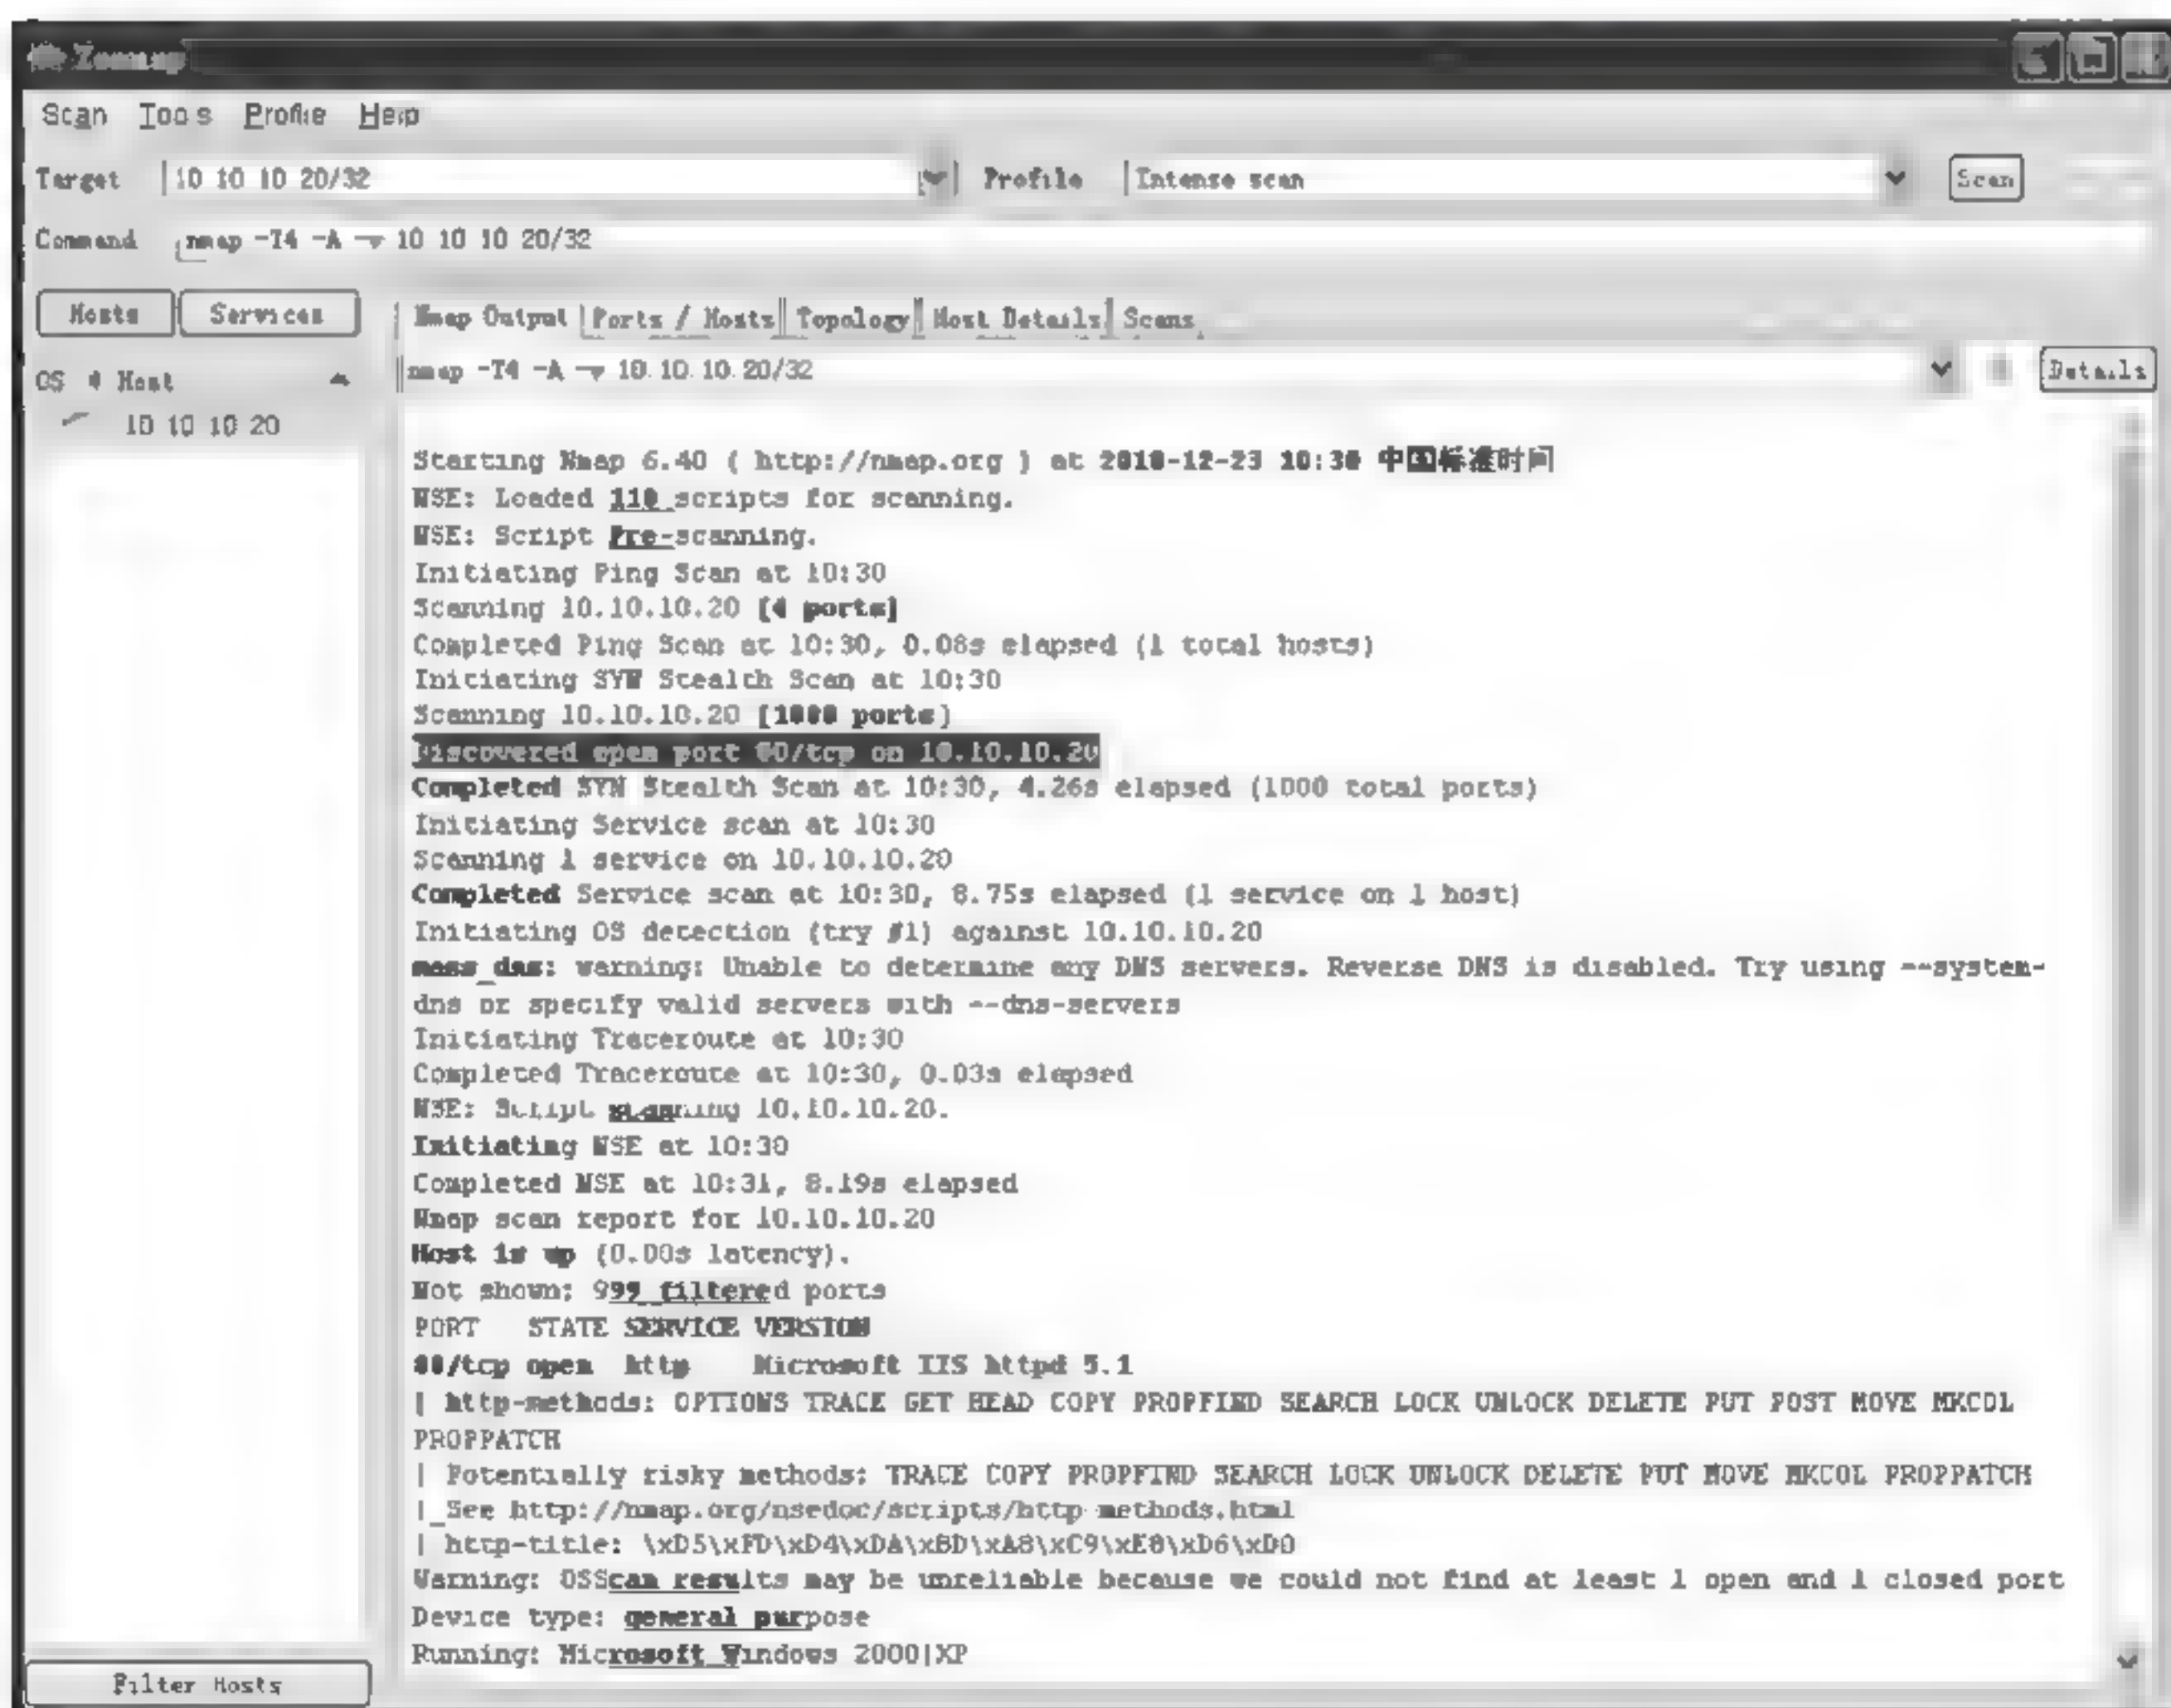 Zenmap
Scan Tools Profile Help
Target 10 10 10 20/32 Profile Intense scan Scan
Command nmap -T4 -A -v 10 10 10 20/32
Hosts Services Nmap Output Ports / Hosts Topology Host Details Scans
OS Host nmap -T4 -A -v 10.10.10.20/32 Details
10 10 10 20
Starting Nmap 6.40 ( http://nmap.org ) at 2018-12-23 10:30 中国标准时间
NSE: Loaded 110 scripts for scanning.
NSE: Script Pre-scanning.
Initiating Ping Scan at 10:30
Scanning 10.10.10.20 [4 ports]
Completed Ping Scan at 10:30, 0.08s elapsed (1 total hosts)
Initiating SYN Stealth Scan at 10:30
Scanning 10.10.10.20 [1000 ports]
Discovered open port 80/tcp on 10.10.10.20
Completed SYN Stealth Scan at 10:30, 4.26s elapsed (1000 total ports)
Initiating Service scan at 10:30
Scanning 1 service on 10.10.10.20
Completed Service scan at 10:30, 8.75s elapsed (1 service on 1 host)
Initiating OS detection (try #1) against 10.10.10.20
mass_dns: warning: Unable to determine any DNS servers. Reverse DNS is disabled. Try using --system-
dns or specify valid servers with --dns-servers
Initiating Traceroute at 10:30
Completed Traceroute at 10:30, 0.03s elapsed
NSE: Script scanning 10.10.10.20.
Initiating NSE at 10:30
Completed NSE at 10:31, 8.19s elapsed
Nmap scan report for 10.10.10.20
Host is up (0.00s latency).
Not shown: 999 filtered ports
PORT STATE SERVICE VERSION
80/tcp open http Microsoft IIS httpd 5.1
| http-methods: OPTIONS TRACE GET HEAD COPY PROPFIND SEARCH LOCK UNLOCK DELETE PUT POST MOVE MKCOL
PROPPATCH
| Potentially risky methods: TRACE COPY PROPFIND SEARCH LOCK UNLOCK DELETE PUT MOVE MKCOL PROPPATCH
|_See http://nmap.org/nsedoc/scripts/http-methods.html
| http-title: \xD5\xFD\xD4\xDA\xBD\xA8\xC9\xE8\xD6\xD0
Warning: OSScan results may be unreliable because we could not find at least 1 open and 1 closed port
Device type: general purpose
Running: Microsoft Windows 2000|XP
Filter Hosts